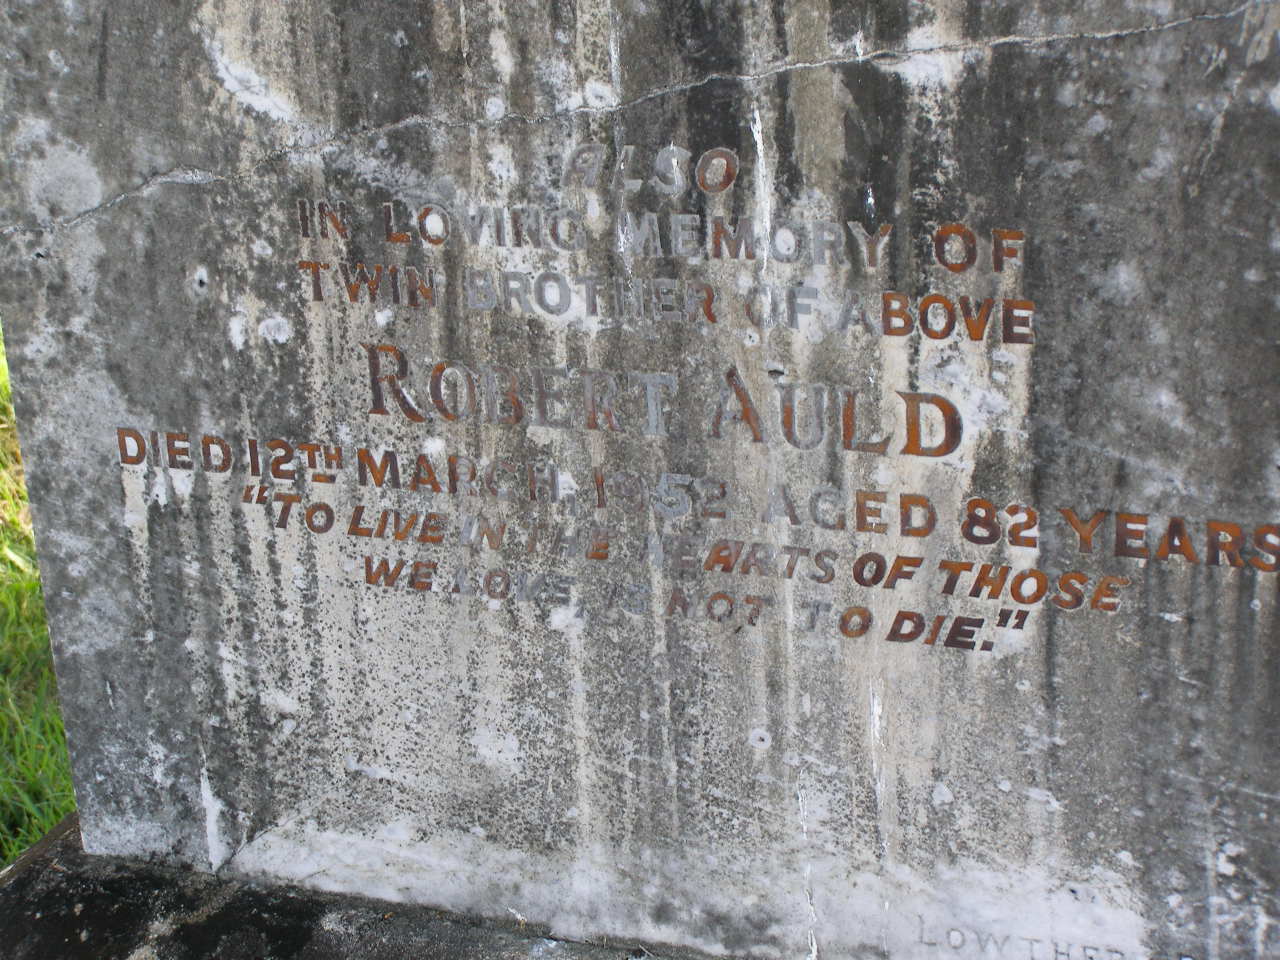 ALSO
IN LOVING MEMORY OF
TWIN BROTHER OF ABOVE
ROBERT AULD
DIED 12TH MARCH 1952 AGED 82 YEARS
"TO LIVE IN THE HEARTS OF THOSE
WE LOVE, IS NOT TO DIE."
LOWTHER